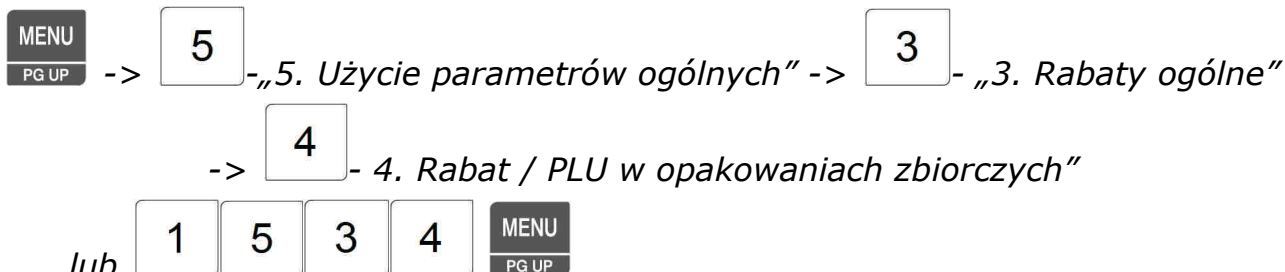 MENU PG UP -> 5 -„5. Użycie parametrów ogólnych” -> 3 - „3. Rabaty ogólne”
-> 4 - 4. Rabat / PLU w opakowaniach zbiorczych”
lub 1 5 3 4 MENU PG UP